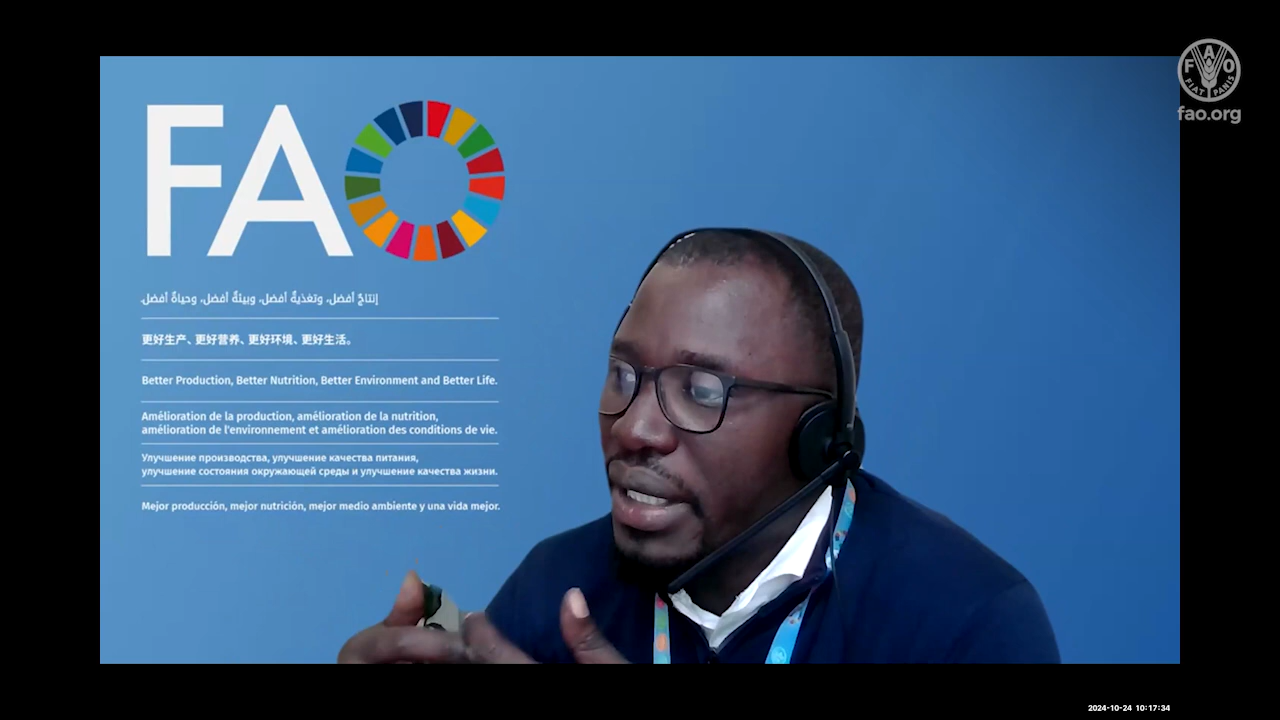 FAO
إنتاجٌ أفضل، وتغذيةٌ أفضل، وبيئةٌ أفضل، وحياةٌ أفضل.
更好生产、更好营养、更好环境、更好生活。
Better Production, Better Nutrition, Better Environment and Better Life.
Amélioration de la production, amélioration de la nutrition,
amélioration de l'environnement et amélioration des conditions de vie.
Улучшение производства, улучшение качества питания,
улучшение состояния окружающей среды и улучшение качества жизни.
Mejor producción, mejor nutrición, mejor medio ambiente y una vida mejor.
FAO
FIAT PANIS
fao.org
2024-10-24 10:17:34